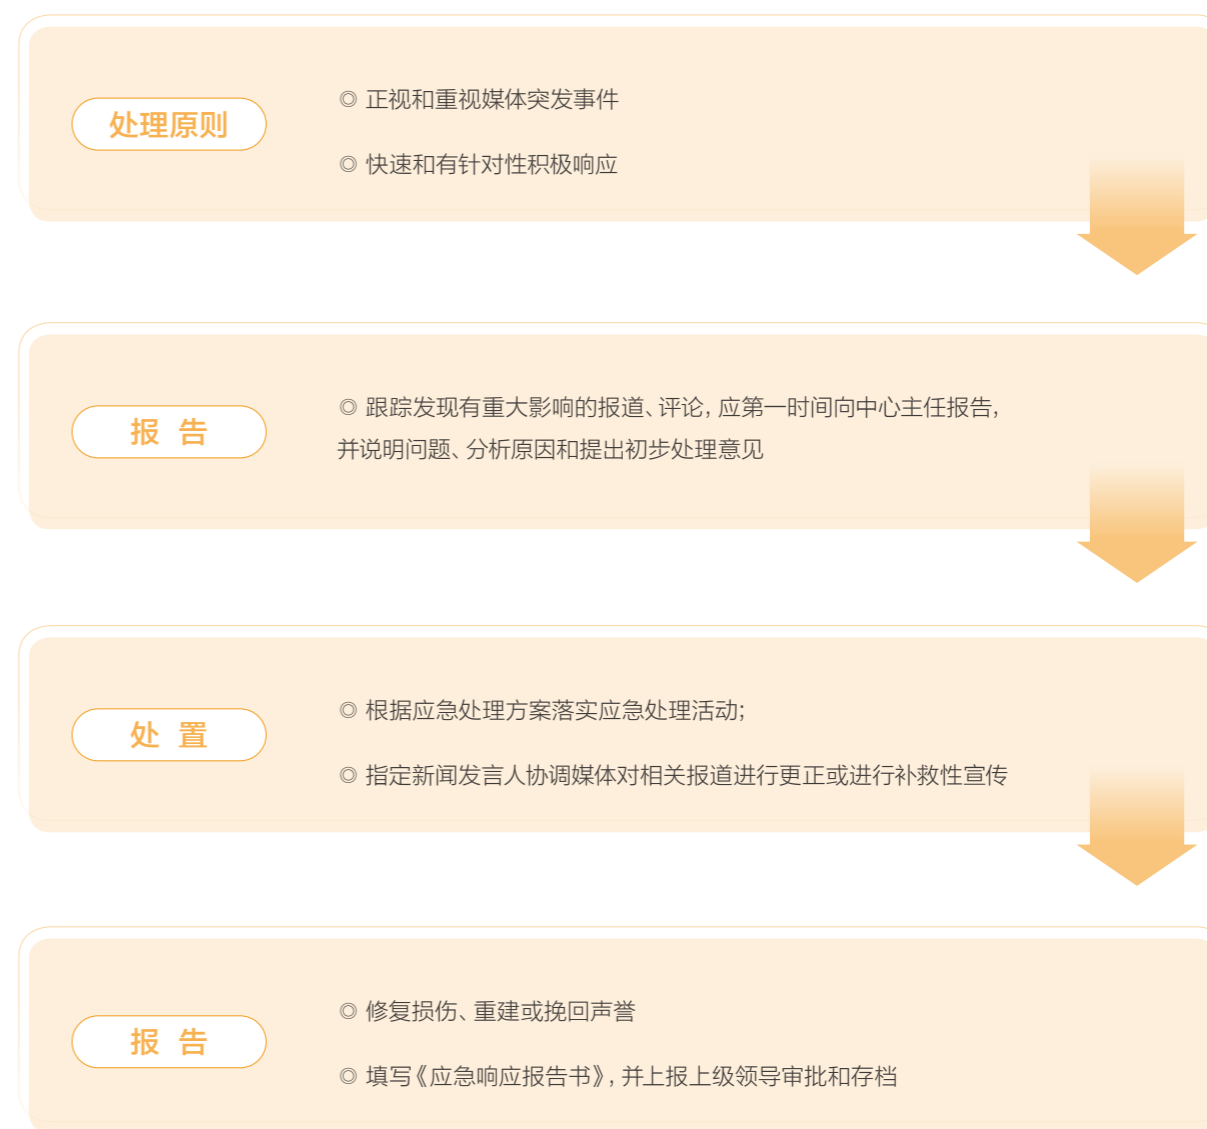 处理原则
◎ 正视和重视媒体突发事件
◎ 快速和有针对性积极响应
报 告
◎ 跟踪发现有重大影响的报道、评论, 应第一时间向中心主任报告,
并说明问题、分析原因和提出初步处理意见
处 置
◎ 根据应急处理方案落实应急处理活动;
◎ 指定新闻发言人协调媒体对相关报道进行更正或进行补救性宣传
报 告
◎ 修复损伤、重建或挽回声誉
◎ 填写《应急响应报告书》, 并上报上级领导审批和存档